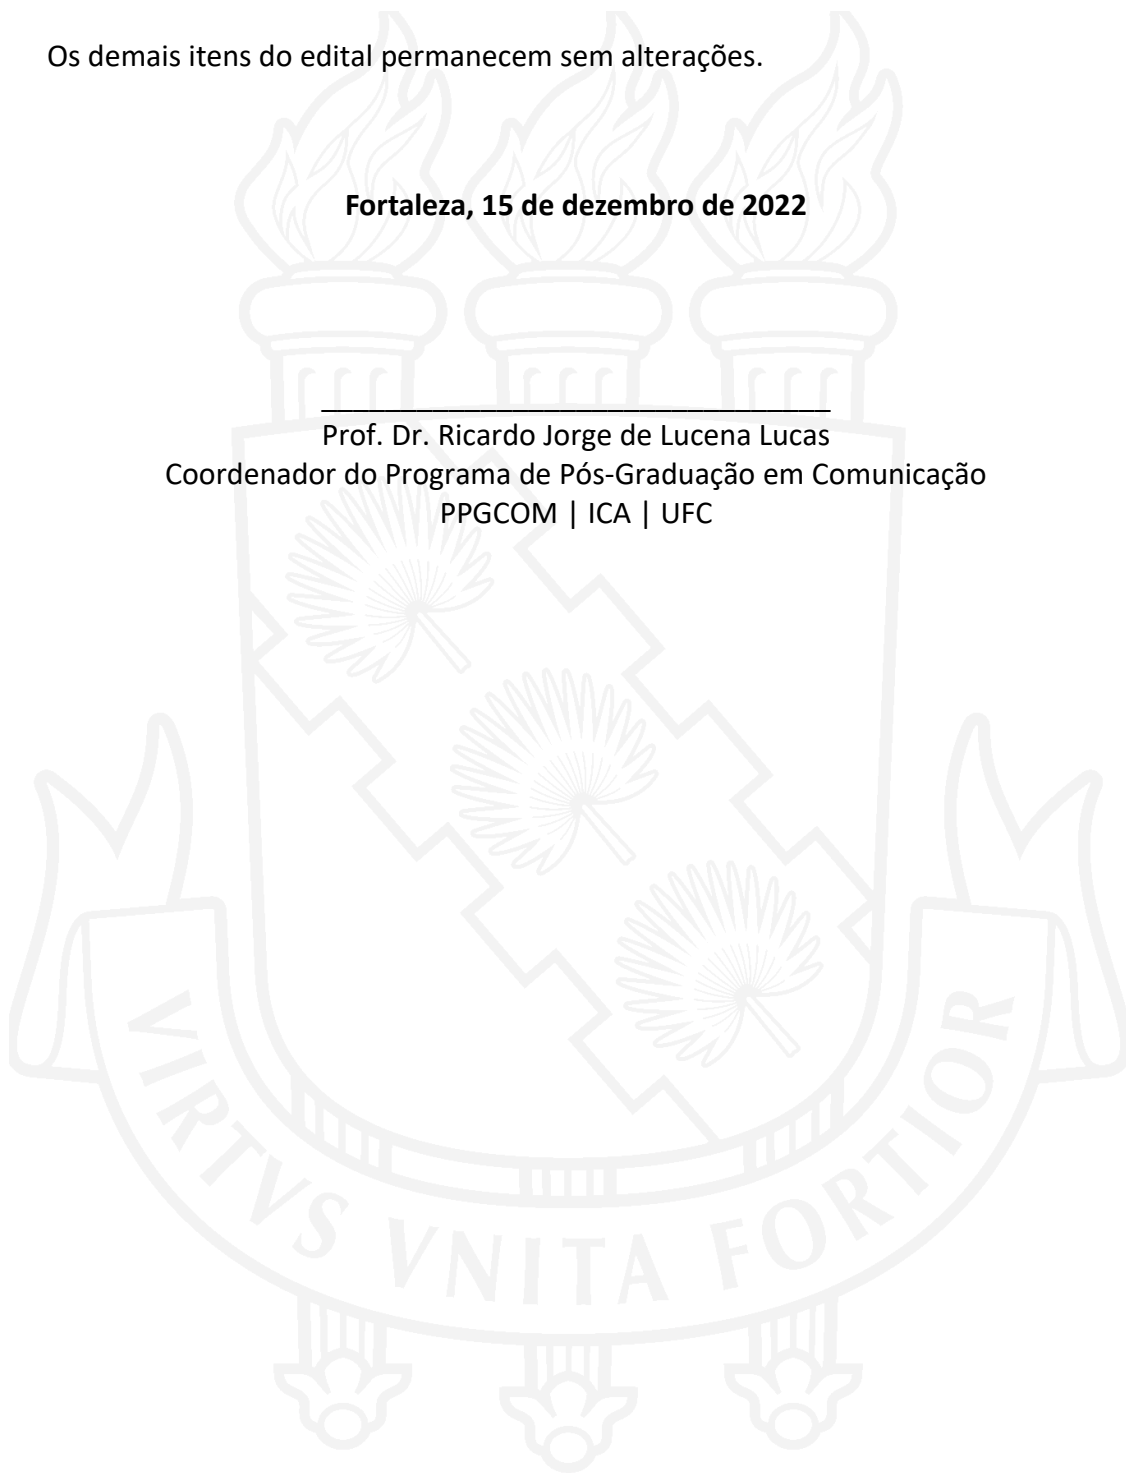 Os demais itens do edital permanecem sem alterações.
Fortaleza, 15 de dezembro de 2022
________________________________
Prof. Dr. Ricardo Jorge de Lucena Lucas
Coordenador do Programa de Pós-Graduação em Comunicação
PPGCOM | ICA | UFC
VIRTVS VNITA FORTIOR